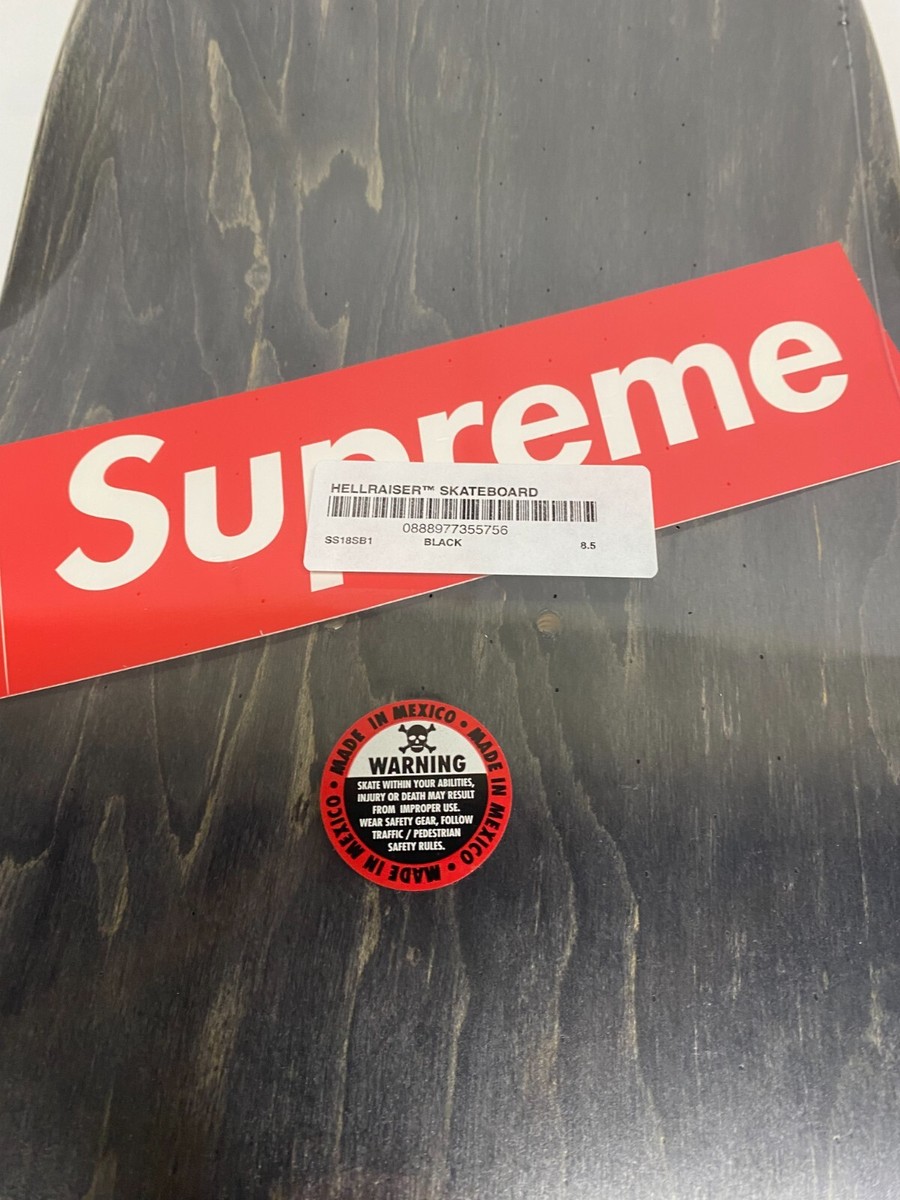 Supreme
HELLRAISER™ SKATEBOARD
0888977355756
SS18SB1 BLACK 8.5
MADE IN MEXICO • MADE IN MEXICO • MADE IN MEXICO •
WARNING
SKATE WITHIN YOUR ABILITIES,
INJURY OR DEATH MAY RESULT
FROM IMPROPER USE.
WEAR SAFETY GEAR, FOLLOW
TRAFFIC / PEDESTRIAN
SAFETY RULES.